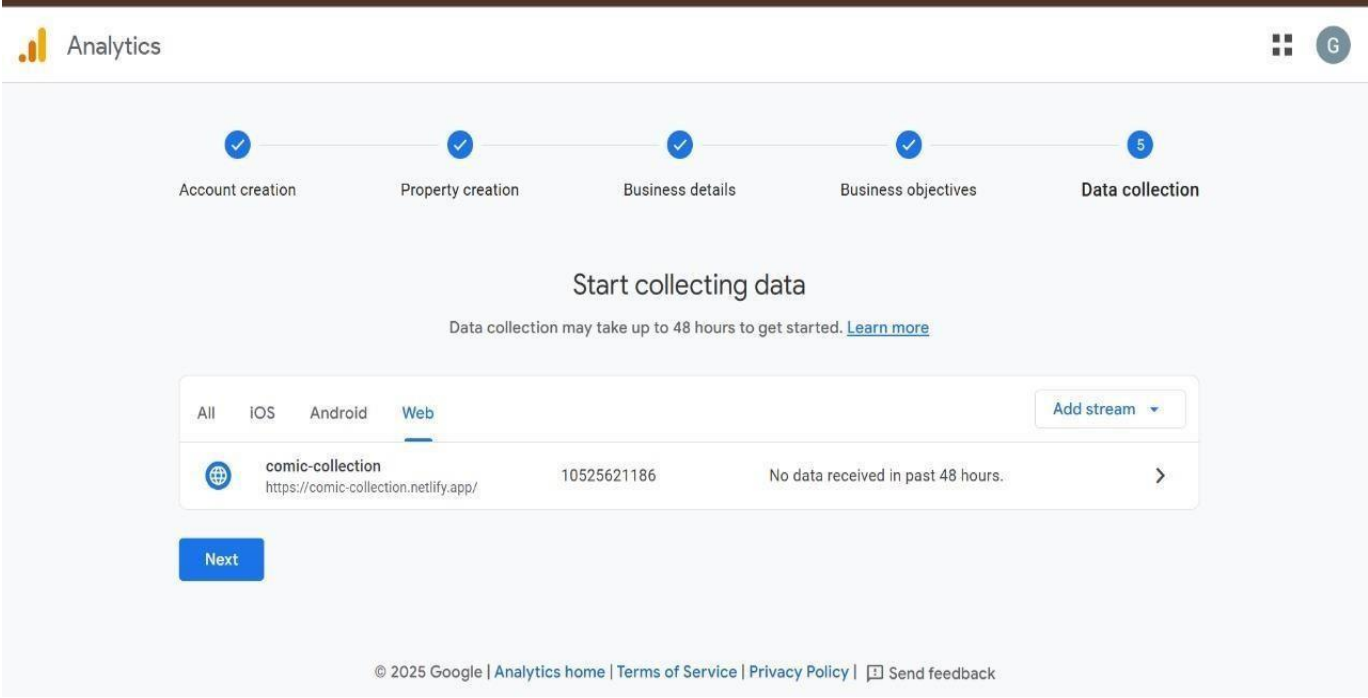 Analytics
G
5
Account creation Property creation Business details Business objectives Data collection
Start collecting data
Data collection may take up to 48 hours to get started. Learn more
All iOS Android Web Add stream
comic-collection
https://comic-collection.netlify.app/
10525621186
No data received in past 48 hours.
Next
© 2025 Google | Analytics home | Terms of Service | Privacy Policy | Send feedback